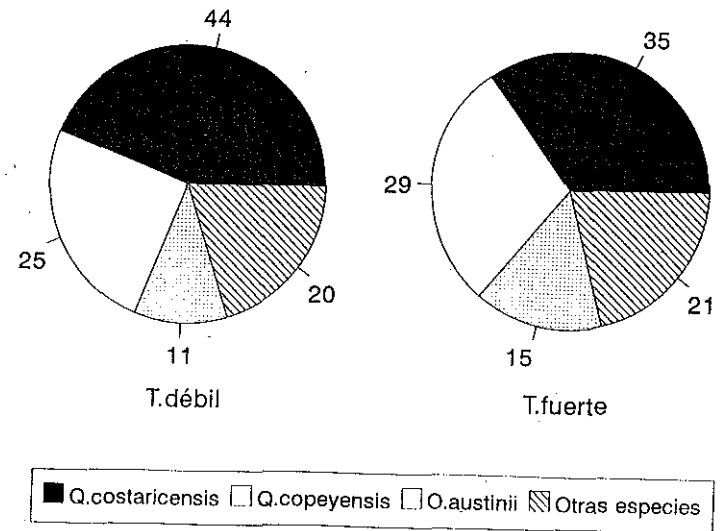 44
35
29
25
20
21
11
15
T.débil
T.fuerte
Q.costaricensis Q.copeyensis O.austinii Otras especies